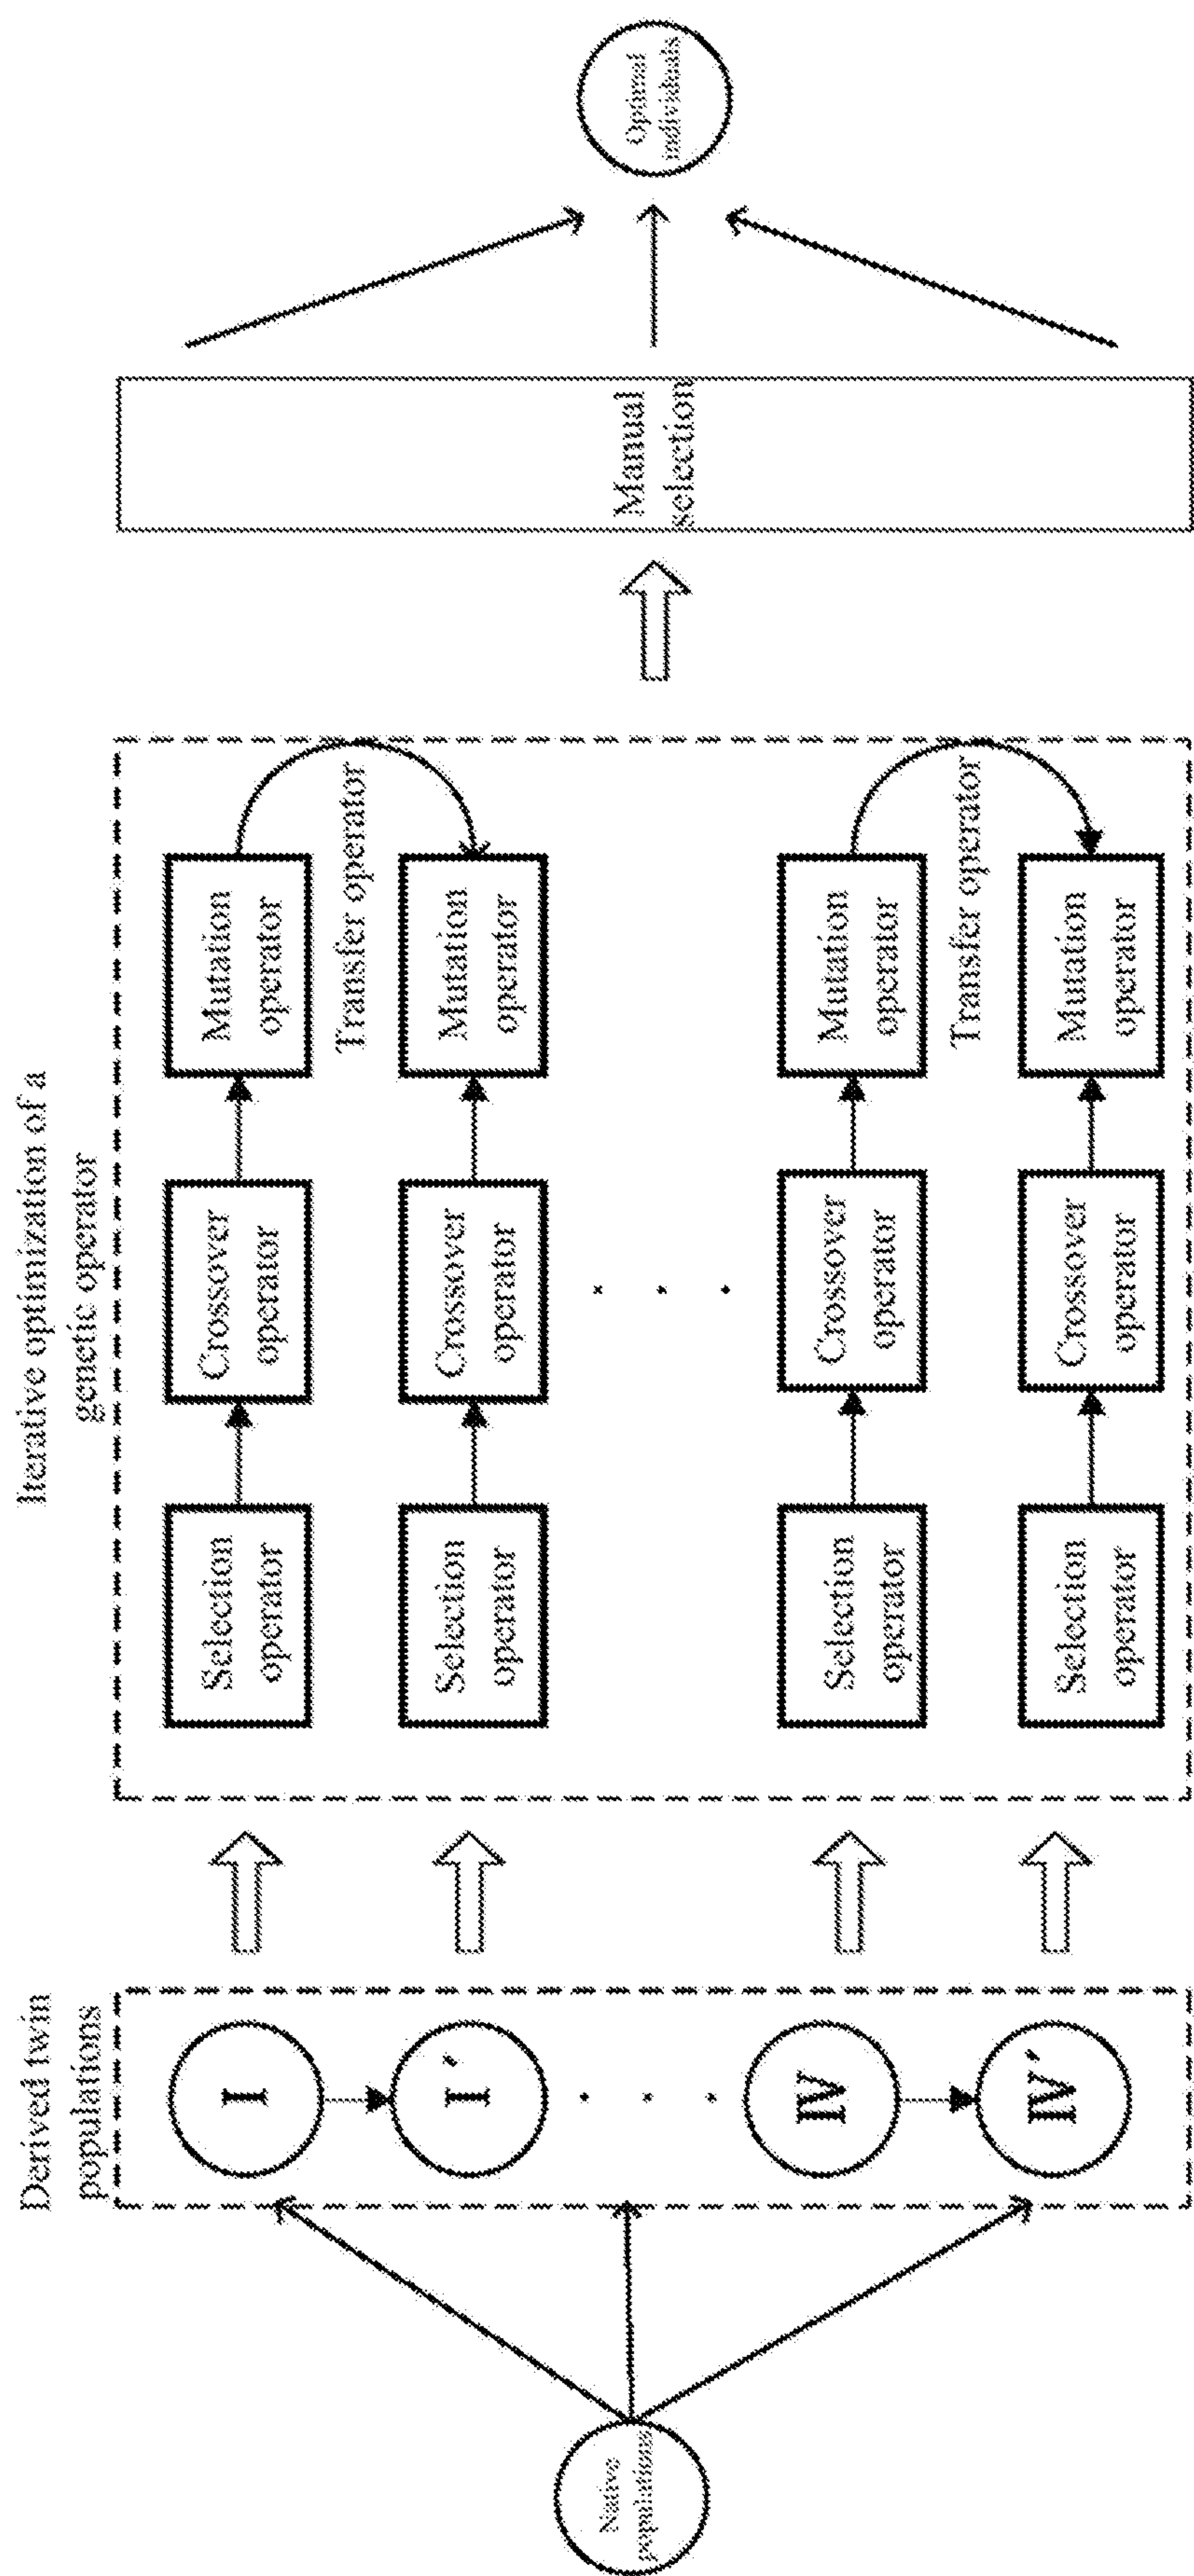 Native
populations
Derived twin
populations
I
I´
IV
IV´
Iterative optimization of a
genetic operator
Selection
operator
Crossover
operator
Mutation
operator
Transfer operator
Selection
operator
Crossover
operator
Mutation
operator
Selection
operator
Crossover
operator
Mutation
operator
Transfer operator
Selection
operator
Crossover
operator
Mutation
operator
Manual
selection
Optimal
individuals